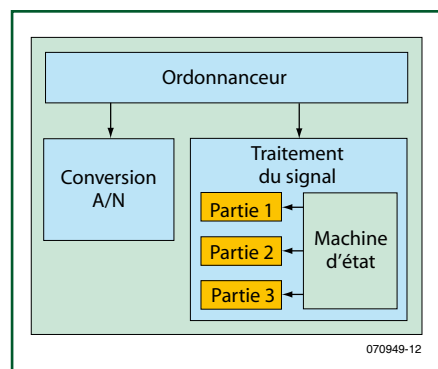 Ordonnanceur
Conversion
A/N
Traitement
du signal
Partie 1
Partie 2
Partie 3
Machine
d'état
070949-12